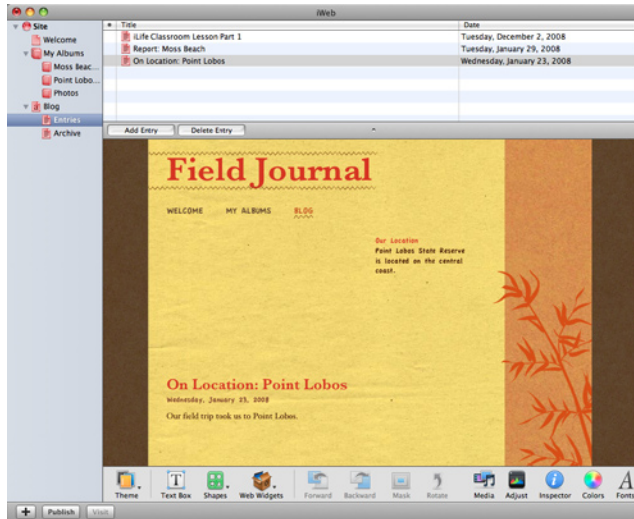 iWeb
Site
Welcome
My Albums
Moss Beac...
Point Lobo...
Photos
Blog
Entries
Archive
Title Date
iLife Classroom Lesson Part 1 Tuesday, December 2, 2008
Report: Moss Beach Tuesday, January 29, 2008
On Location: Point Lobos Wednesday, January 23, 2008
Add Entry Delete Entry
Field Journal
WELCOME MY ALBUMS BLOG
Our Location
Point Lobos State Reserve
is located on the central
coast.
On Location: Point Lobos
Wednesday, January 23, 2008
Our field trip took us to Point Lobos.
T i A
Theme Text Box Shapes Web Widgets Forward Backward Mask Rotate Media Adjust Inspector Colors Fonts
Publish Visit